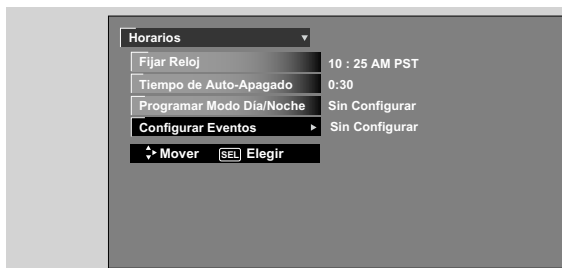 Horarios
Fijar Reloj 10 : 25 AM PST
Tiempo de Auto-Apagado 0:30
Programar Modo Día/Noche Sin Configurar
Configurar Eventos Sin Configurar
Mover SEL Elegir